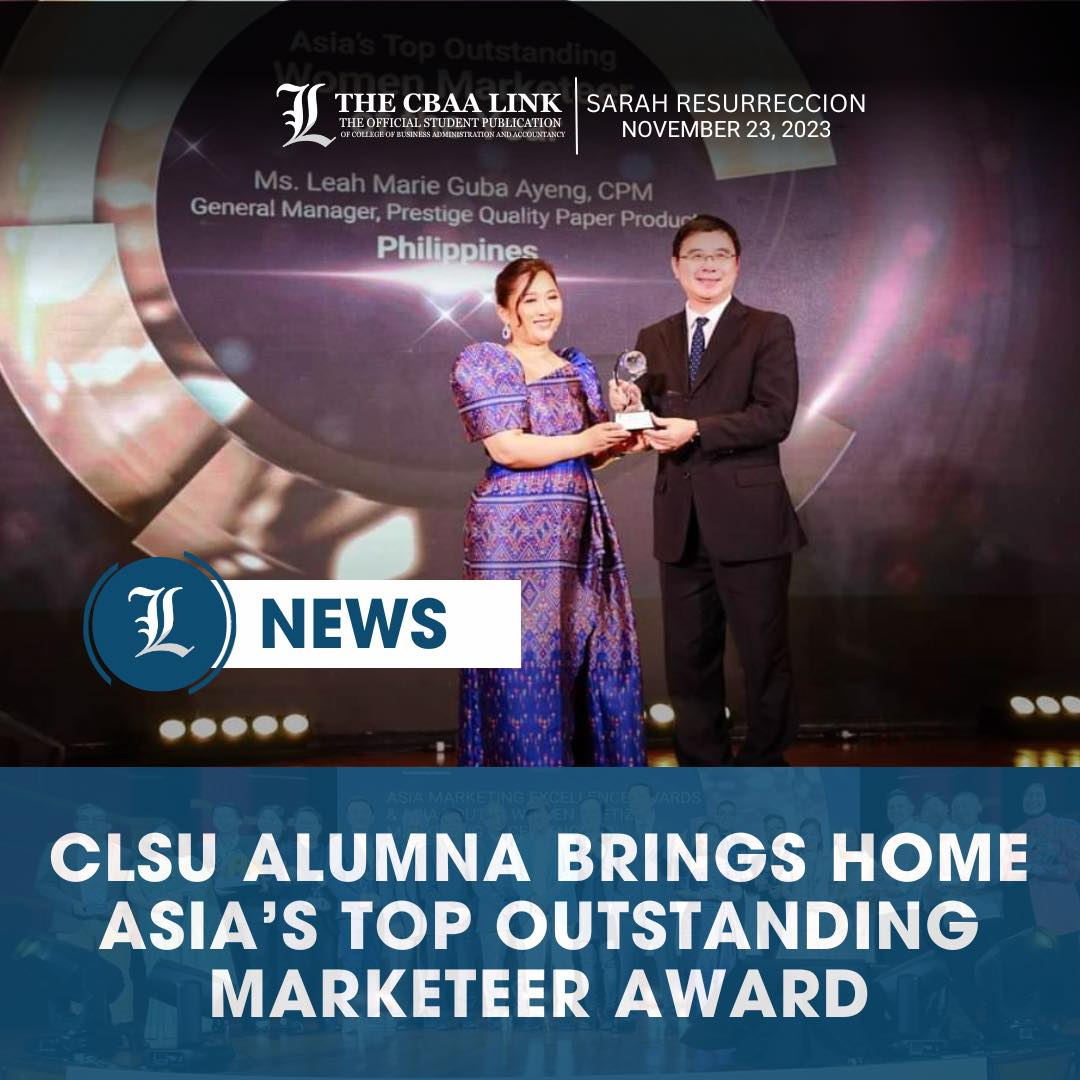 Asia's Top Outstanding
Women Marketeer
THE CBAA LINK
THE OFFICIAL STUDENT PUBLICATION
OF COLLEGE OF BUSINESS ADMINISTRATION AND ACCOUNTANCY
SARAH RESURRECCION
NOVEMBER 23, 2023
Ms. Leah Marie Guba Ayeng, CPM
General Manager, Prestige Quality Paper
Philippines
L
NEWS
ASIA MARKETING EXCELLENCE AWARDS
CLSU ALUMNA BRINGS HOME
ASIA'S TOP OUTSTANDING
MARKETEER AWARD